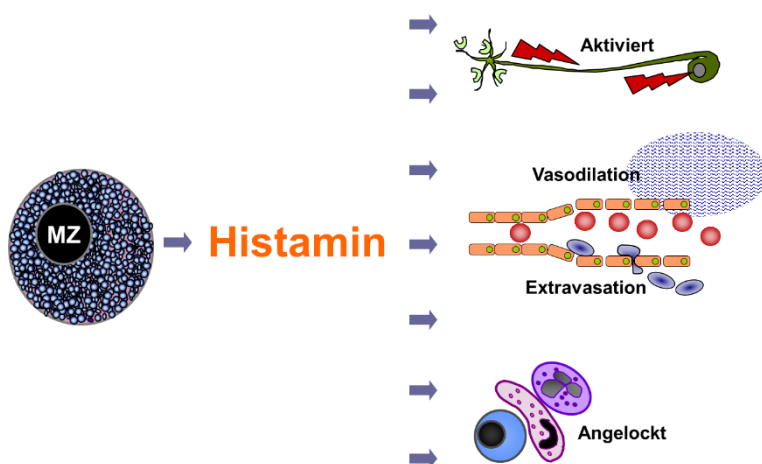 Aktiviert
Vasodilation
MZ
Histamin
Extravasation
Angelockt